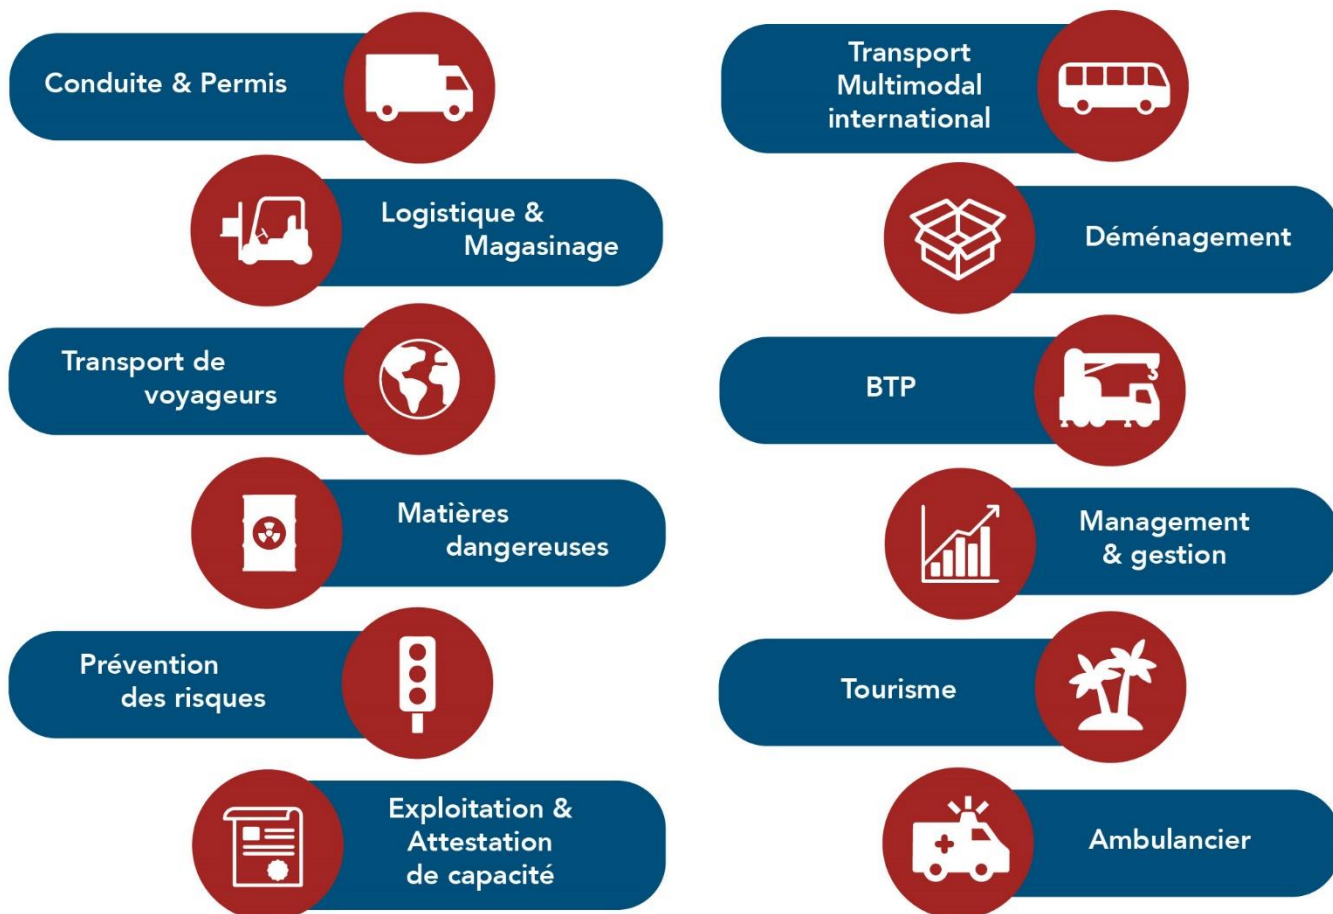 Conduite & Permis
Logistique &
Magasinage
Transport de
voyageurs
Matières
dangereuses
Prévention
des risques
Exploitation &
Attestation
de capacité
Transport
Multimodal
international
Déménagement
BTP
Management
& gestion
Tourisme
Ambulancier